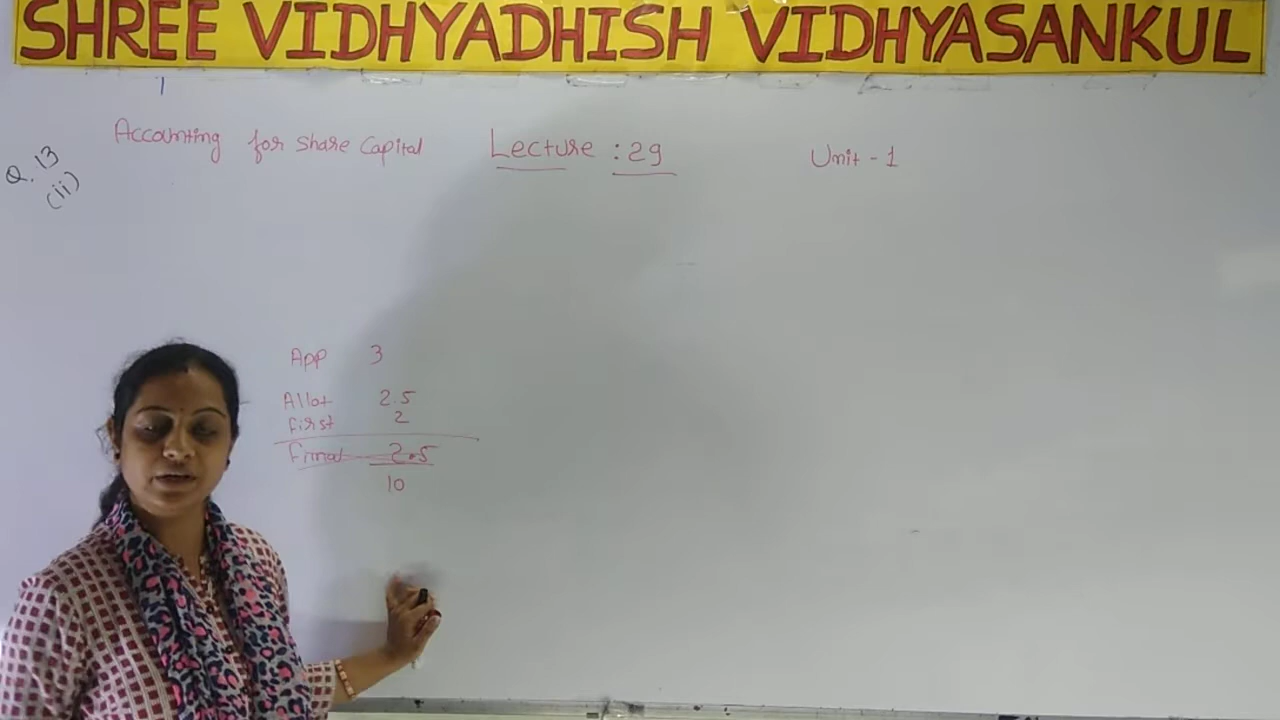 SHREE VIDHYADHISH VIDHYASANKUL
Accounting for Share Capital Lecture : 29 Unit - 1
Q. 13
(ii)
App 3
Allot 2.5
First 2
Final 2.5
10